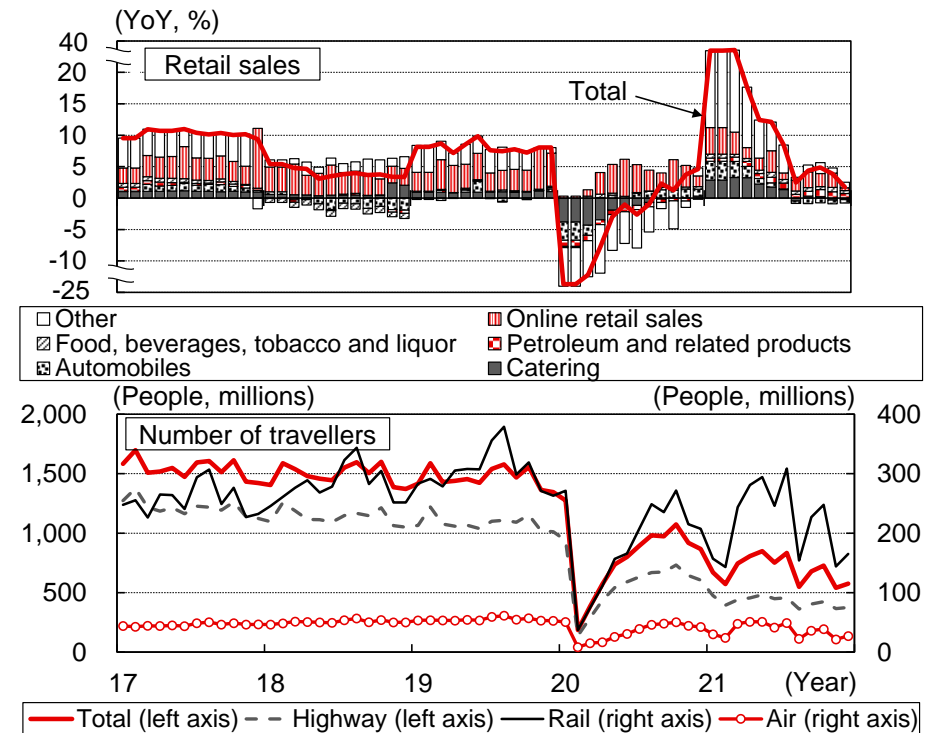 (YoY, %)
40
20
15
10
5
0
-5
-10
-25
Retail sales
Total
Other
Online retail sales
Food, beverages, tobacco and liquor
Petroleum and related products
Automobiles
Catering
(People, millions)
(People, millions)
2,000
1,500
1,000
500
0
Number of travellers
400
300
200
100
0
17 18 19 20 21 (Year)
Total (left axis) Highway (left axis) Rail (right axis) Air (right axis)